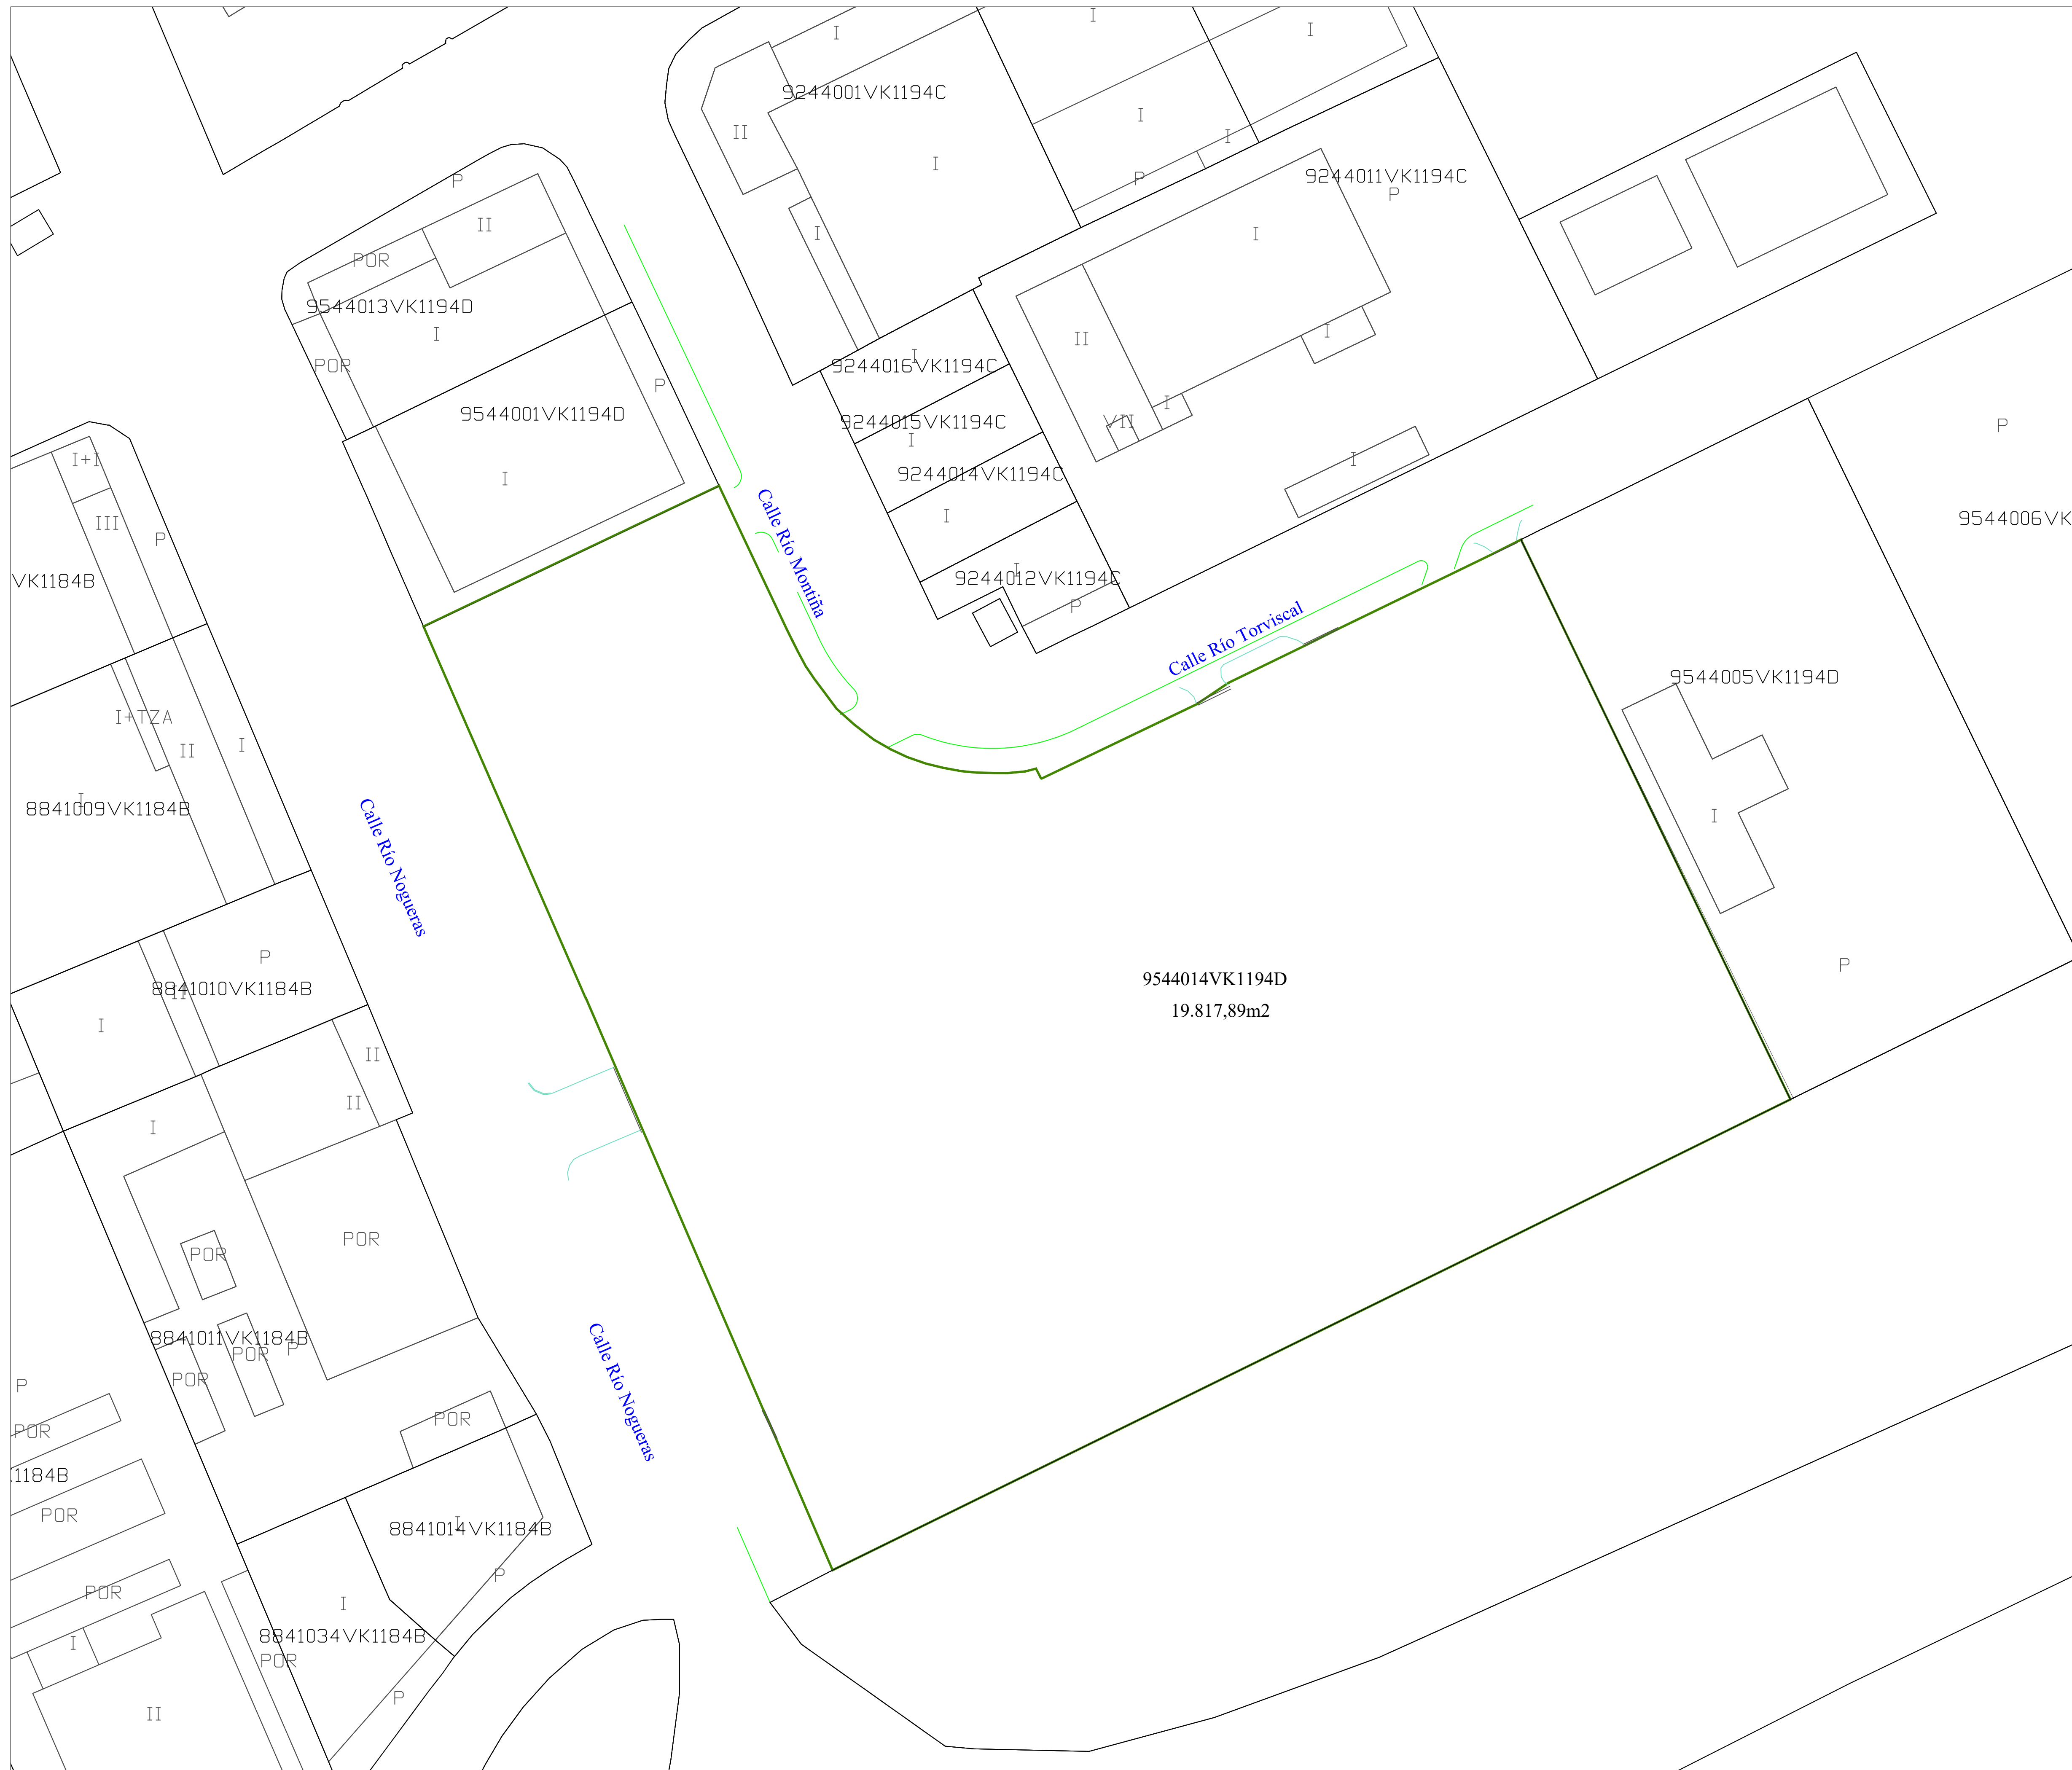 I
I
I
9244001VK1194C
II
I
I
I
P
9244011VK1194C
P
P
II
POR
I
9544013VK1194D
I
POR
I
I
II
I
9244016VK1194C
P
9544001VK1194D
I
9244015VK1194C
I
VII
I
P
I+I
I
9244014VK1194C
I
III
P
I
9544006VK
Calle Río Montiña
VK1184B
I
9244012VK1194C
P
Calle Río Torviscal
9544005VK1194D
I+TZA
II
I
I
8841009VK1184B
I
Calle Río Nogueras
P
P
8841010VK1184B
II
I
9544014VK1194D
19.817,89m2
II
II
I
POR
POR
8841011VK1184B
P
POR
POR
P
POR
POR
Calle Río Nogueras
1184B
POR
I
8841014VK1184B
P
POR
I
8841034VK1184B
I
POR
P
II